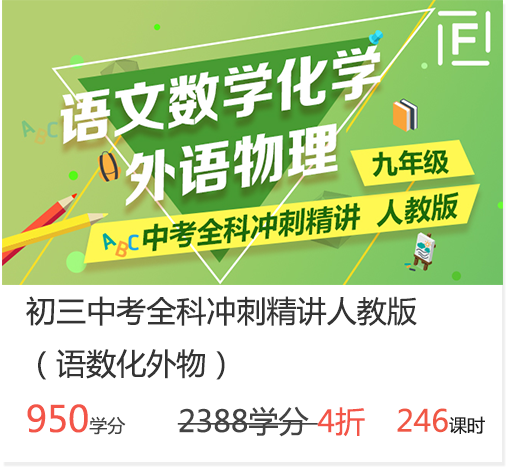 语文数学化学
外语物理
九年级
ABC中考全科冲刺精讲 人教版
ABC
初三中考全科冲刺精讲人教版
（语数化外物）
950学分 2388学分 4折 246课时